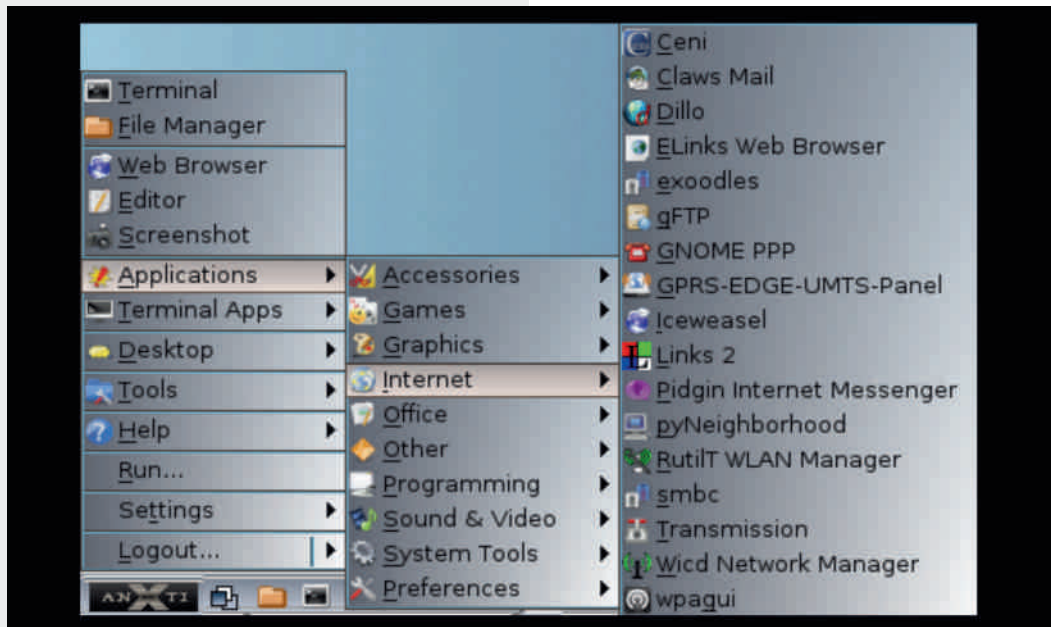 Terminal
File Manager
Web Browser
Editor
Screenshot
Applications
Terminal Apps
Desktop
Tools
Help
Run...
Settings
Logout...
ANXTI
Accessories
Games
Graphics
Internet
Office
Other
Programming
Sound & Video
System Tools
Preferences
Ceni
Claws Mail
Dillo
ELinks Web Browser
exoodles
gFTP
GNOME PPP
GPRS-EDGE-UMTS-Panel
Iceweasel
Links 2
Pidgin Internet Messenger
pyNeighborhood
RutilT WLAN Manager
smbc
Transmission
Wicd Network Manager
wpagui